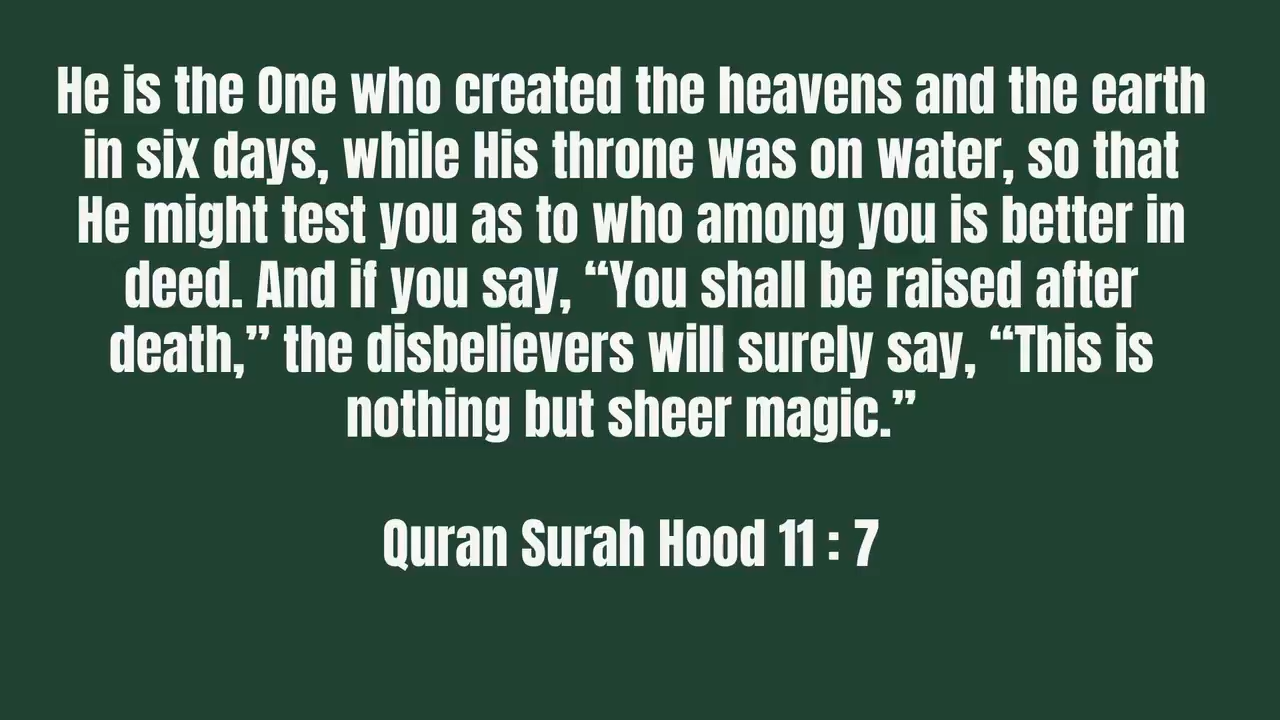 He is the One who created the heavens and the earth
in six days, while His throne was on water, so that
He might test you as to who among you is better in
deed. And if you say, “You shall be raised after
death,” the disbelievers will surely say, “This is
nothing but sheer magic.”
Quran Surah Hood 11 : 7